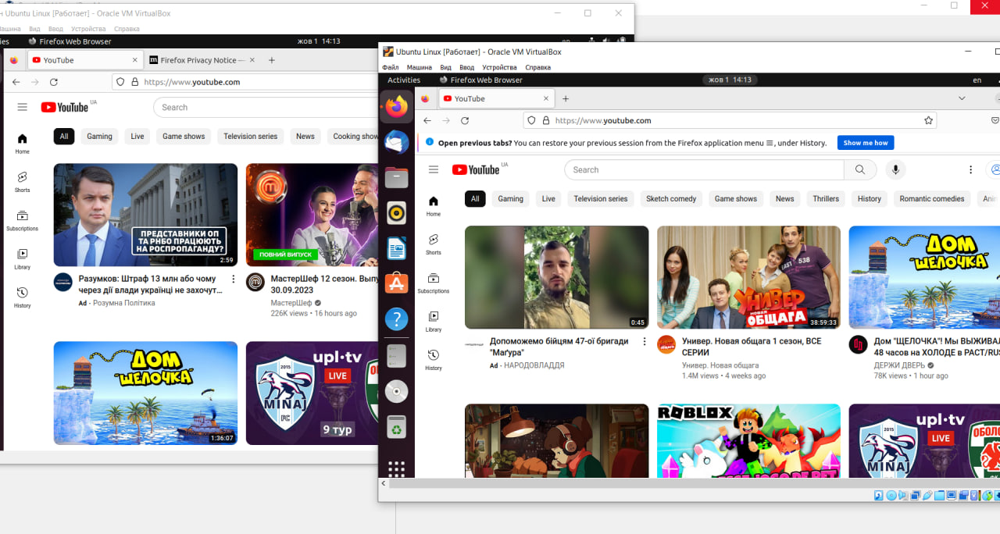 н Ubuntu Linux [Работает] - Oracle VM VirtualBox
Машина Вид Ввод Устройства Справка
ies Firefox Web Browser жов 1 14:13 en
YouTube
Firefox Privacy Notice —
https://www.youtube.com
YouTube UA
Search
All Gaming Live Game shows Television series News Cooking show
Home
Shorts
Subscriptions
Library
History
ПРЕДСТАВНИКИ ОП
ТА РНБО ПРАЦЮЮТЬ
НА РОСПРОПАГАНДУ?
2:59
Разумков: Штраф 13 млн або чому
через дії влади українці не захочут...
Ad - Розумна Політика
ПОВНИЙ ВИПУСК
МастерШеф 12 сезон. Выпу
30.09.2023
МастерШеф
226K views • 16 hours ago
ДОМ
"ЩЕЛОЧКА"
1:36:07
2015
MINAJ
FC
upl·tv
LIVE
9 тур
Ubuntu Linux [Работает] - Oracle VM VirtualBox
Файл Машина Вид Ввод Устройства Справка
Activities Firefox Web Browser жов 1 14:13 en
YouTube
https://www.youtube.com
Open previous tabs? You can restore your previous session from the Firefox application menu ☰, under History. Show me how
YouTube UA
Search
All Gaming Live Television series Sketch comedy Game shows News Thrillers History Romantic comedies Anim
Home
Shorts
Subscriptions
Library
History
0:45
Допоможемо бійцям 47-ої бригади
"Маґура"
Ad - НАРОДОВЛАДДЯ
EAST 538
УНИВЕР
НОВАЯ
ОБЩАГА
38:59:33
Универ. Новая общага 1 сезон, ВСЕ
СЕРИИ
Универ. Новая общага
1.4M views • 4 weeks ago
ДОМ
"ЩЕЛОЧКА"
Дом "ЩЕЛОЧКА"! Мы ВЫЖИВА
48 часов на ХОЛОДЕ в РАСТ/RUS
ДЕРЖИ ДВЕРЬ
78K views • 1 hour ago
ROBLOX
2015
MINAJ
upl·tv
LIVE